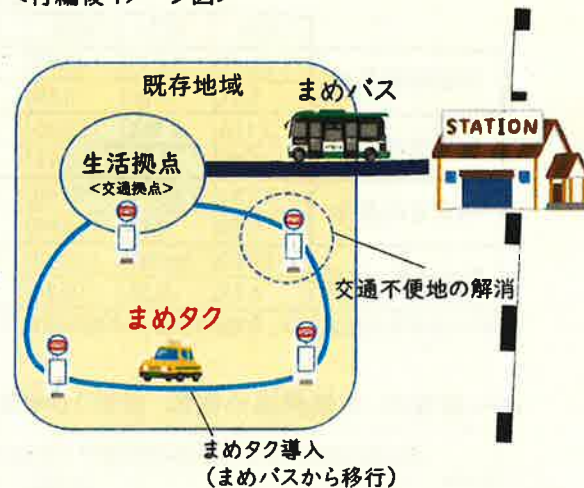 既存地域
まめバス
STATION
生活拠点
<交通拠点>
交通不便地の解消
まめタク
まめタク導入
(まめバスから移行)